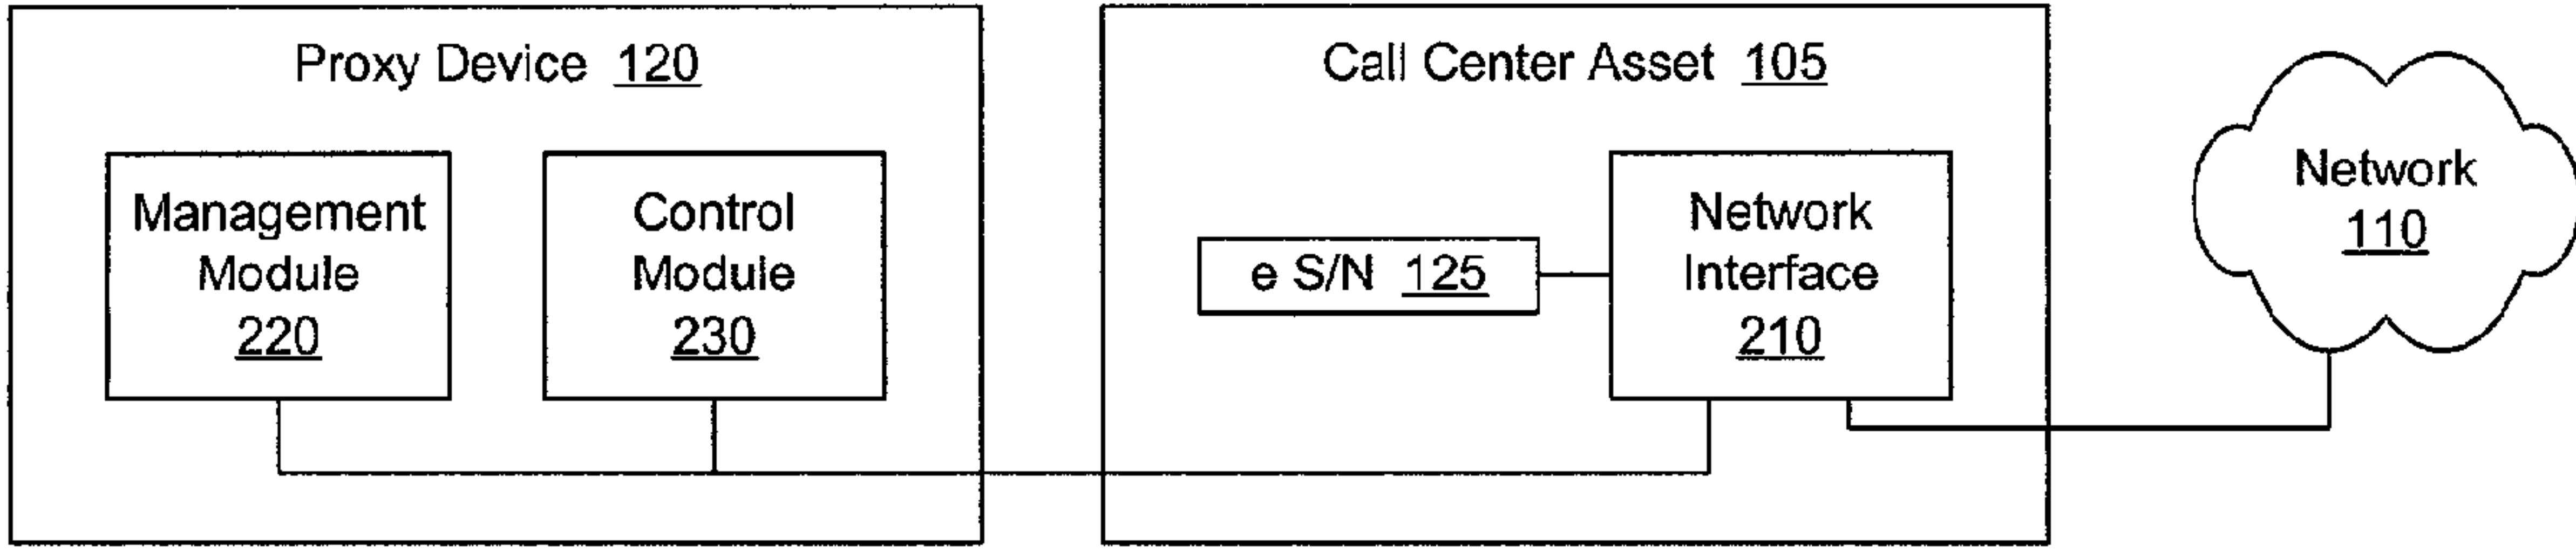 Proxy Device 120
Management
Module
220
Control
Module
230
Call Center Asset 105
e S/N 125
Network
Interface
210
Network
110